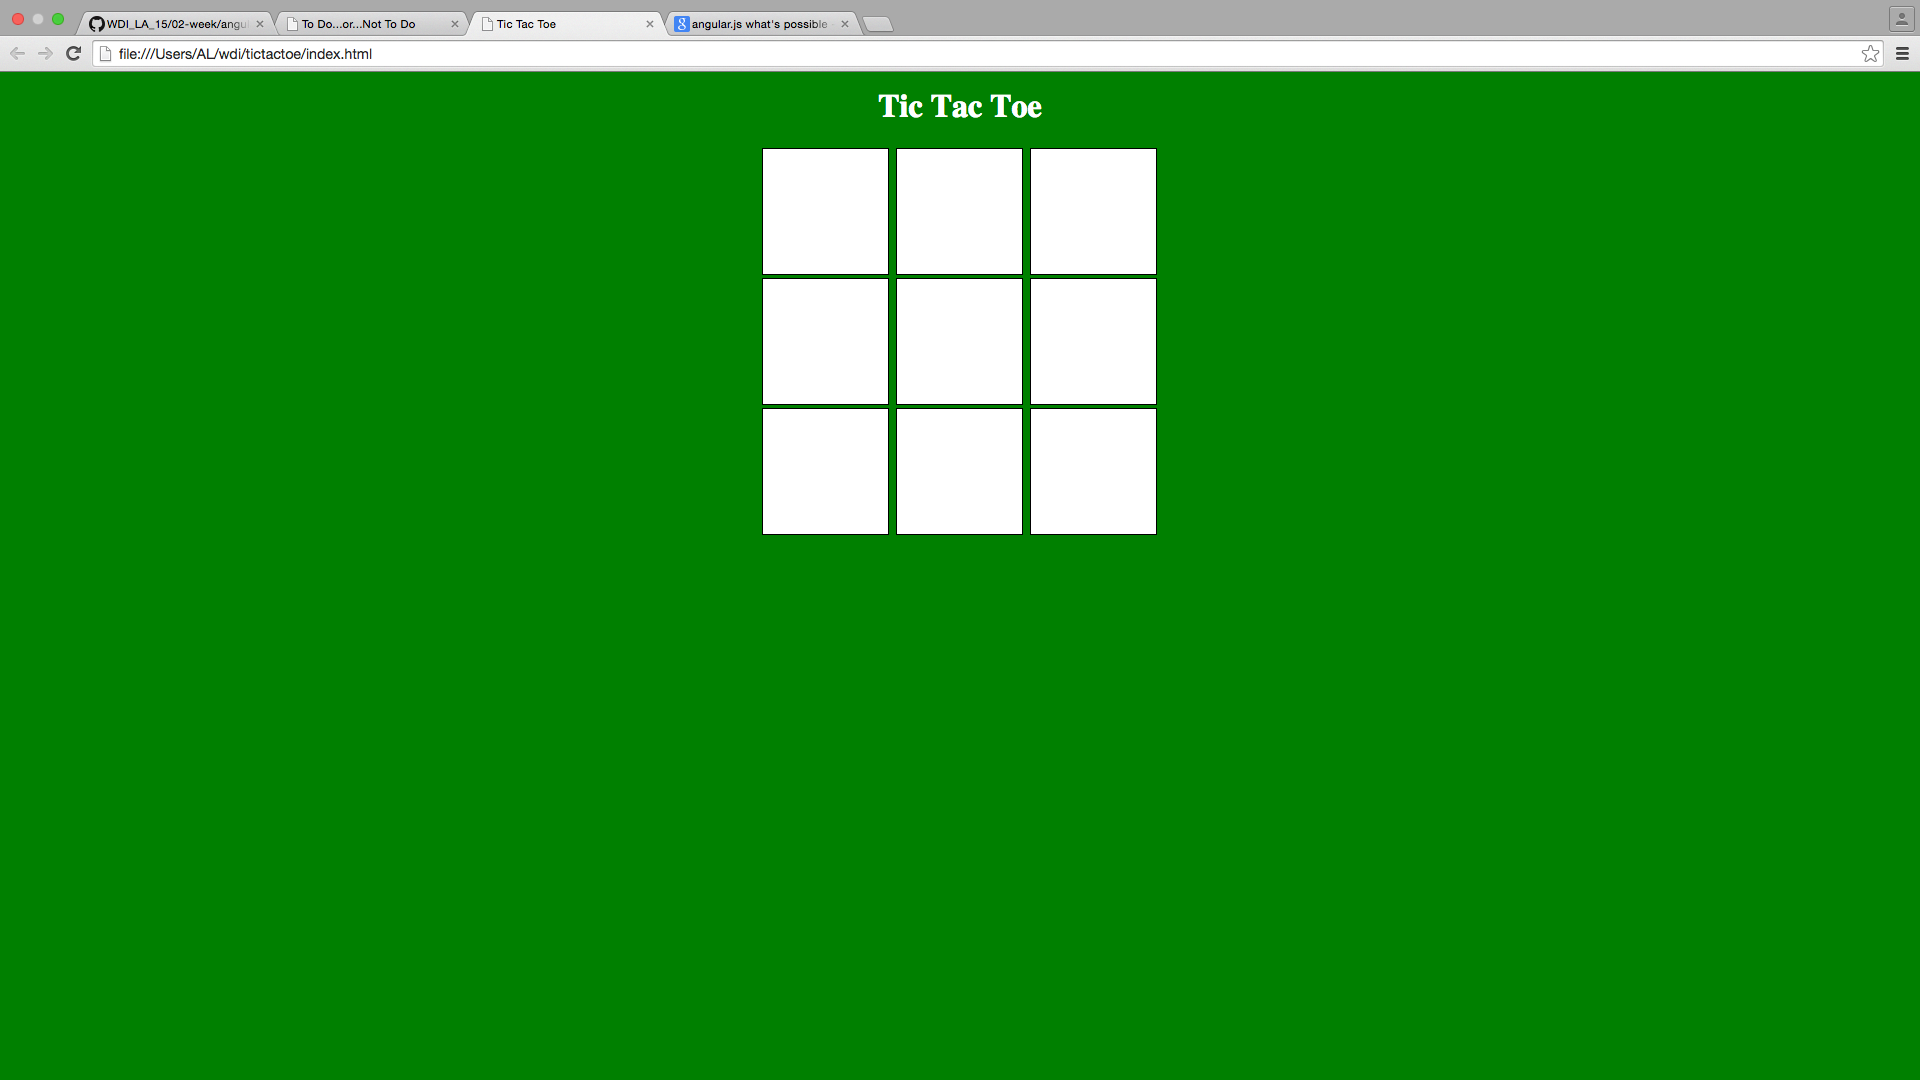 WDI_LA_15/02-week/angu
To Do...or...Not To Do
Tic Tac Toe
angular.js what's possible
file:///Users/AL/wdi/tictactoe/index.html
Tic Tac Toe